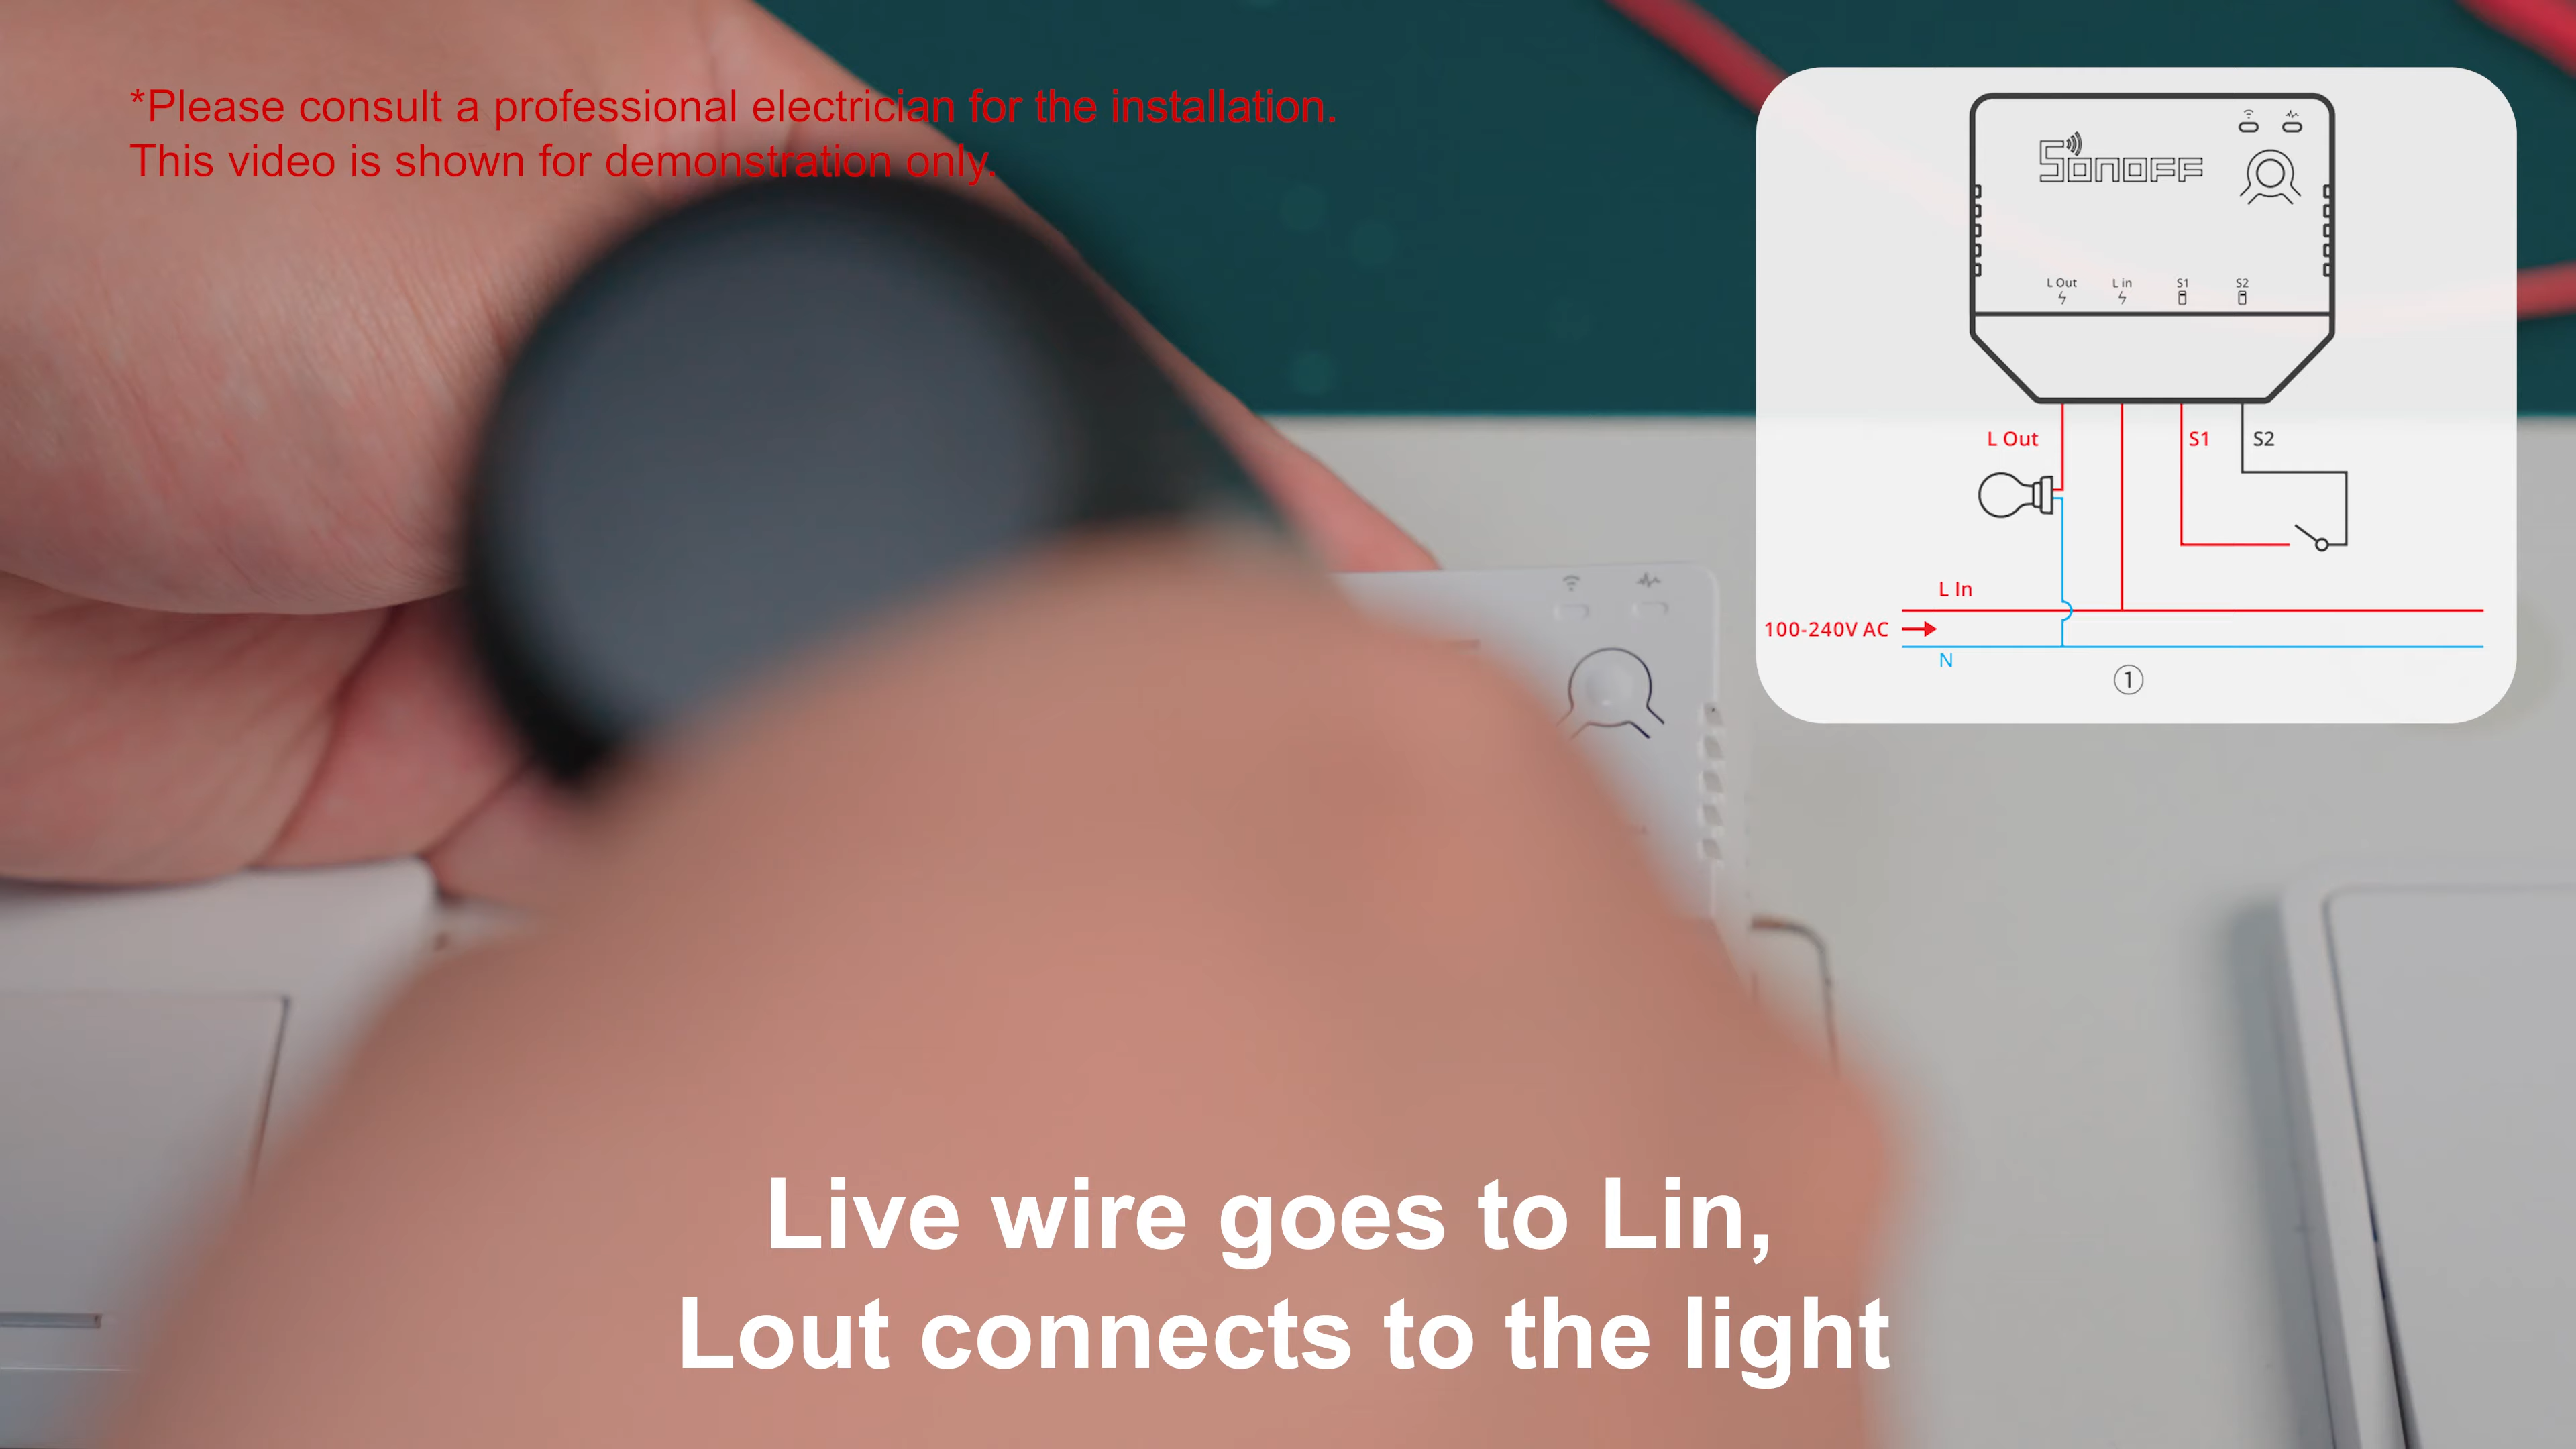 *Please consult a professional electrician for the installation.
This video is shown for demonstration only.
SONOFF
L Out L in S1 S2
L Out S1 S2
L In
100-240V AC
N
①
Live wire goes to Lin,
Lout connects to the light